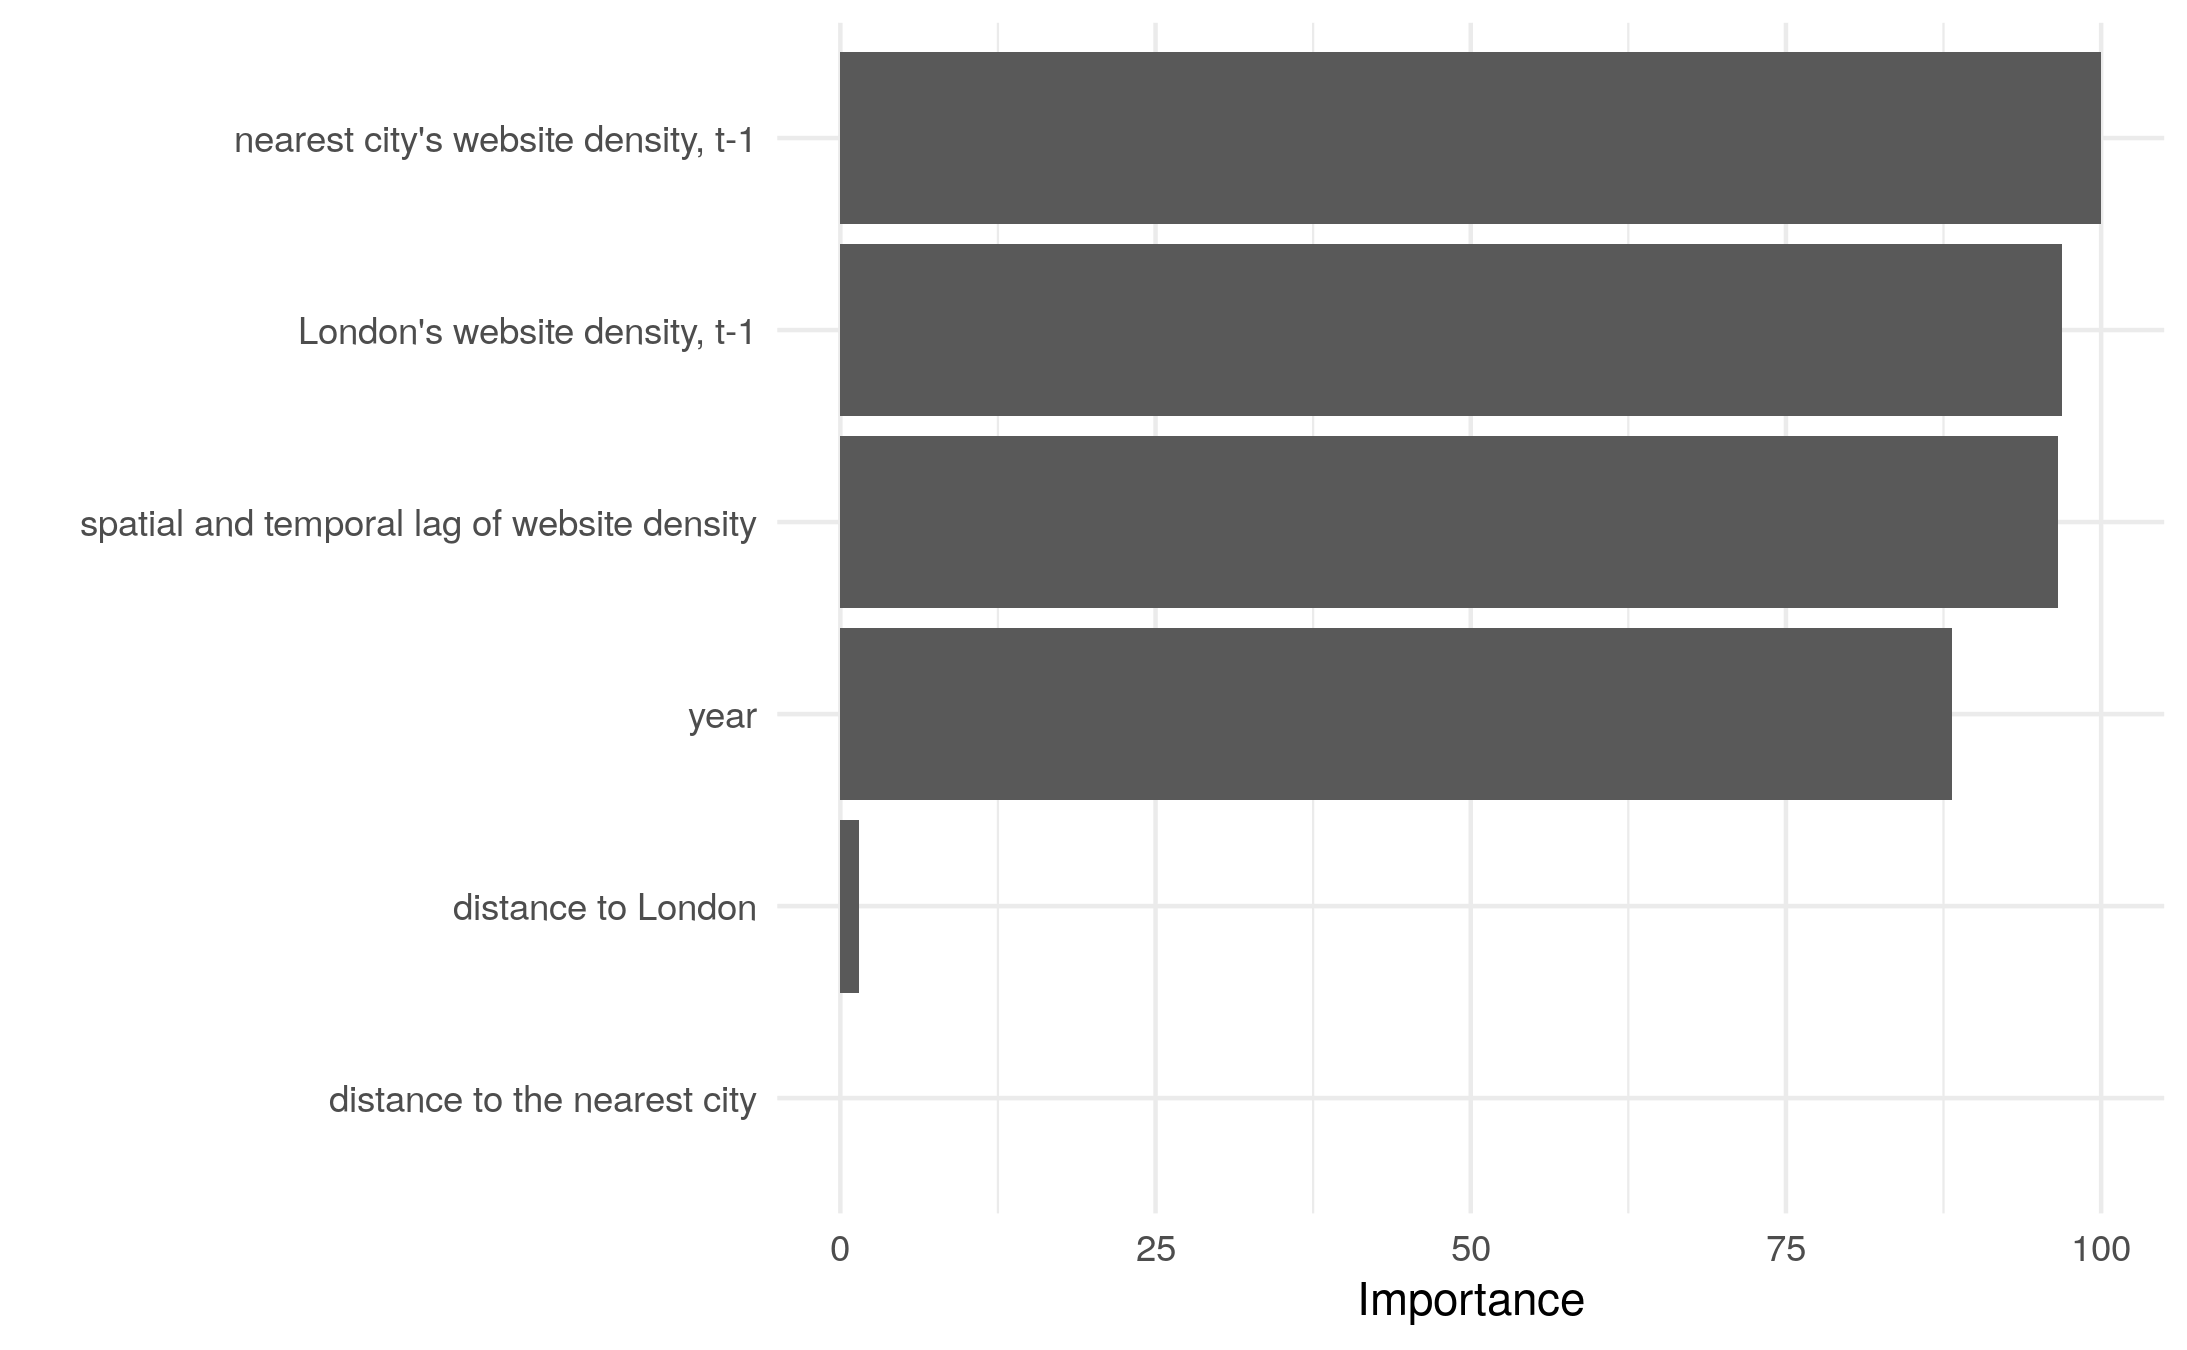 nearest city's website density, t-1
London's website density, t-1
spatial and temporal lag of website density
year
distance to London
distance to the nearest city
0 25 50 75 100
Importance